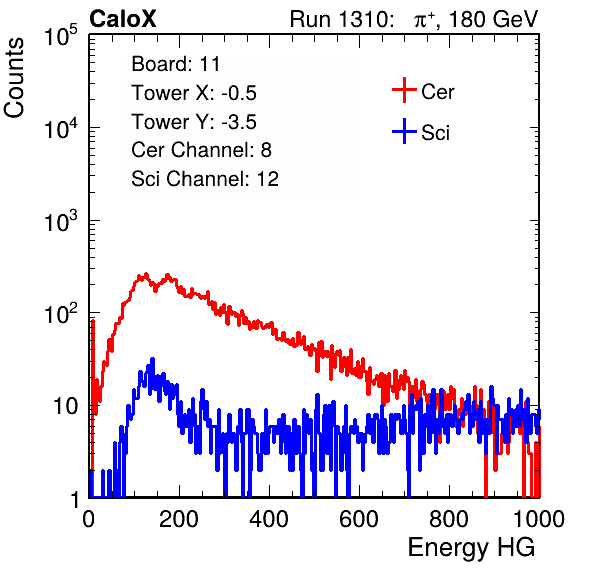 CaloX Run 1310: π⁺, 180 GeV
Counts
10⁵
10⁴
10³
10²
10
1
Board: 11
Tower X: -0.5
Tower Y: -3.5
Cer Channel: 8
Sci Channel: 12
Cer
Sci
0 200 400 600 800 1000
Energy HG